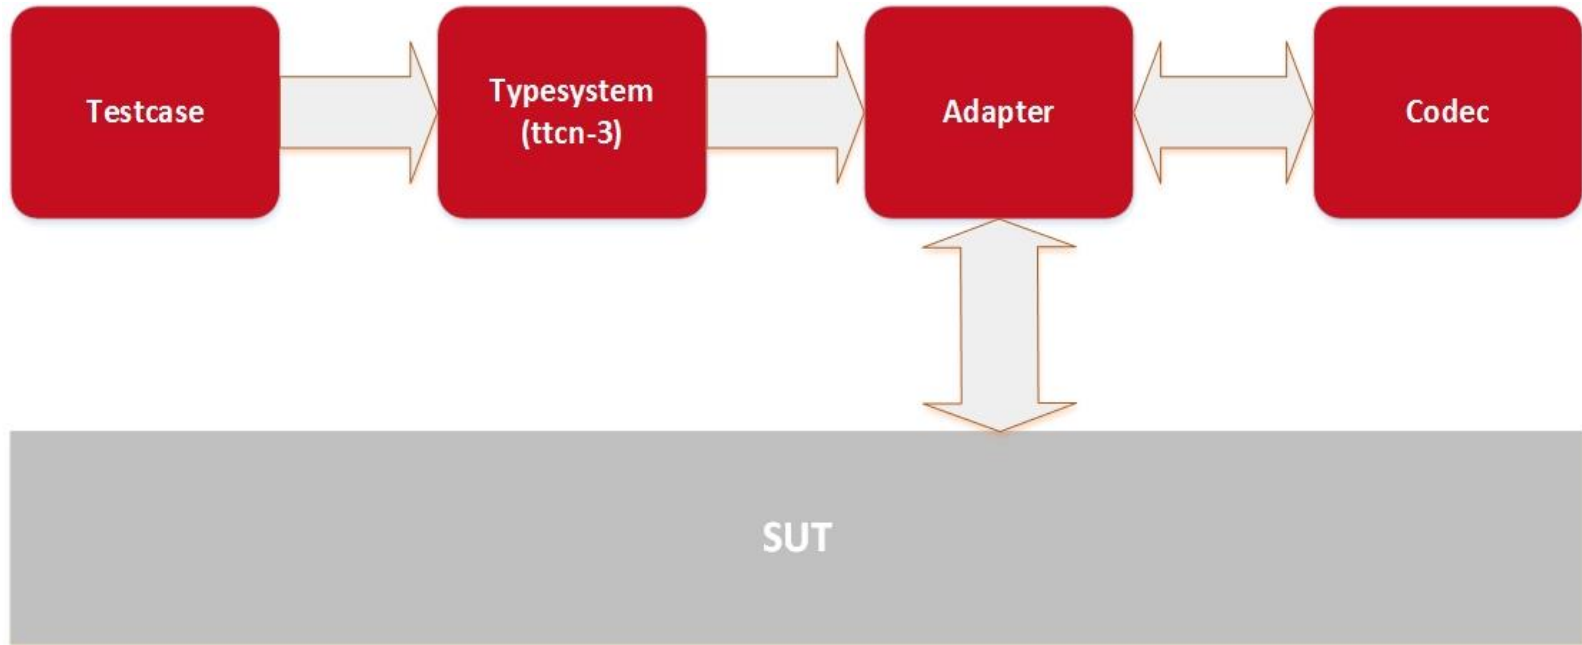 Testcase
Typesystem
(ttcn-3)
Adapter
Codec
SUT